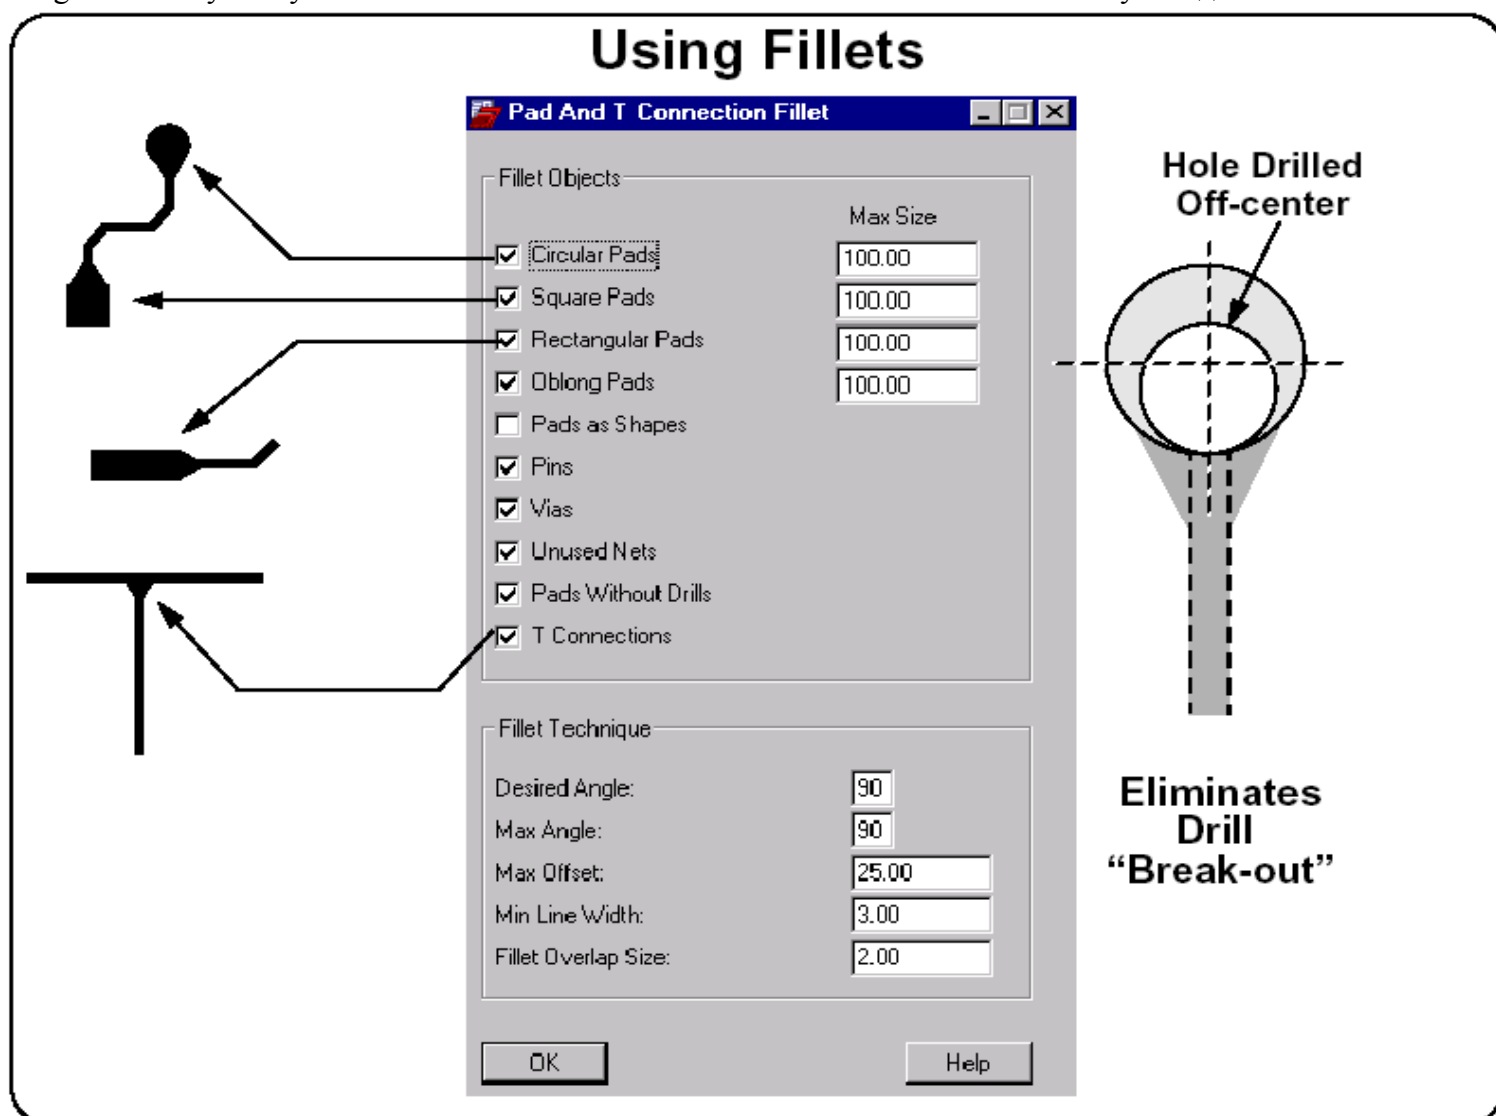 Using Fillets
Pad And T Connection Fillet
Fillet Objects
Max Size
Circular Pads 100.00
Square Pads 100.00
Rectangular Pads 100.00
Oblong Pads 100.00
Pads as Shapes
Pins
Vias
Unused Nets
Pads Without Drills
T Connections
Fillet Technique
Desired Angle: 90
Max Angle: 90
Max Offset: 25.00
Min Line Width: 3.00
Fillet Overlap Size: 2.00
OK Help
Hole Drilled
Off-center
Eliminates
Drill
“Break-out”